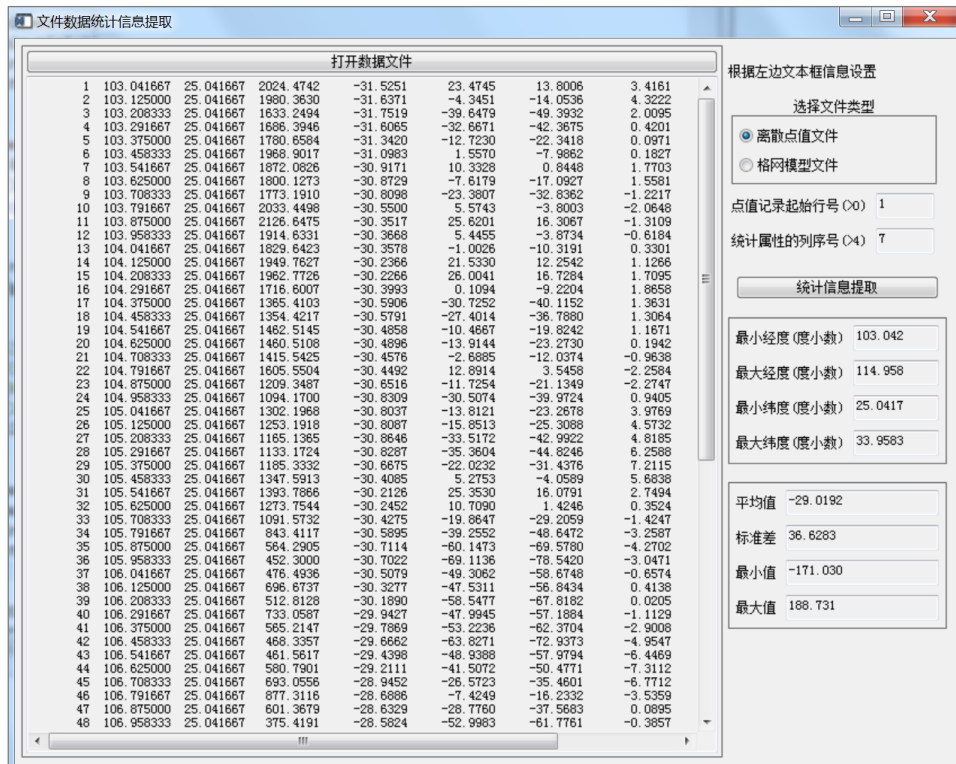 文件数据统计信息提取
打开数据文件
1 103.041667 25.041667 2024.4742 -31.5251 23.4745 13.8006 3.4161
2 103.125000 25.041667 1980.3630 -31.6371 -4.3451 -14.0536 4.3222
3 103.208333 25.041667 1633.2494 -31.7519 -39.6479 -49.3932 2.0095
4 103.291667 25.041667 1686.3946 -31.6065 -32.6671 -42.3675 0.4201
5 103.375000 25.041667 1780.6584 -31.3420 -12.7230 -22.3418 0.0971
6 103.458333 25.041667 1968.9017 -31.0983 1.5570 -7.9862 0.1827
7 103.541667 25.041667 1872.0826 -30.9171 10.3328 0.8448 1.7703
8 103.625000 25.041667 1800.1273 -30.8729 -7.6179 -17.0927 1.5581
9 103.708333 25.041667 1773.1910 -30.8098 -23.3807 -32.8362 -1.2217
10 103.791667 25.041667 2033.4498 -30.5500 5.5743 -3.8003 -2.0648
11 103.875000 25.041667 2126.6475 -30.3517 25.6201 16.3067 -1.3109
12 103.958333 25.041667 1914.6331 -30.3668 5.4455 -3.8734 -0.6184
13 104.041667 25.041667 1829.6423 -30.3578 -1.0026 -10.3191 0.3301
14 104.125000 25.041667 1949.7627 -30.2366 21.5330 12.2542 1.1266
15 104.208333 25.041667 1962.7726 -30.2266 26.0041 16.7284 1.7095
16 104.291667 25.041667 1716.6007 -30.3993 0.1094 -9.2204 1.8658
17 104.375000 25.041667 1365.4103 -30.5906 -30.7252 -40.1152 1.3631
18 104.458333 25.041667 1354.4217 -30.5791 -27.4014 -36.7880 1.3064
19 104.541667 25.041667 1462.5145 -30.4858 -10.4667 -19.8242 1.1671
20 104.625000 25.041667 1460.5108 -30.4896 -13.9144 -23.2730 0.1942
21 104.708333 25.041667 1415.5425 -30.4576 -2.6885 -12.0374 -0.9638
22 104.791667 25.041667 1605.5504 -30.4492 12.8914 3.5458 -2.2584
23 104.875000 25.041667 1209.3487 -30.6516 -11.7254 -21.1349 -2.2747
24 104.958333 25.041667 1094.1700 -30.8309 -30.5074 -39.9724 0.9405
25 105.041667 25.041667 1302.1968 -30.8037 -13.8121 -23.2678 3.9769
26 105.125000 25.041667 1253.1918 -30.8087 -15.8513 -25.3088 4.5732
27 105.208333 25.041667 1165.1365 -30.8646 -33.5172 -42.9922 4.8185
28 105.291667 25.041667 1133.1724 -30.8287 -35.3604 -44.8246 6.2588
29 105.375000 25.041667 1185.3332 -30.6675 -22.0232 -31.4376 7.2115
30 105.458333 25.041667 1347.5913 -30.4085 5.2753 -4.0589 5.6838
31 105.541667 25.041667 1393.7866 -30.2126 25.3530 16.0791 2.7494
32 105.625000 25.041667 1273.7544 -30.2452 10.7090 1.4246 0.3524
33 105.708333 25.041667 1091.5732 -30.4275 -19.8647 -29.2059 -1.4247
34 105.791667 25.041667 843.4117 -30.5895 -39.2552 -48.6472 -3.2587
35 105.875000 25.041667 564.2905 -30.7114 -60.1473 -69.5780 -4.2702
36 105.958333 25.041667 452.3000 -30.7022 -69.1136 -78.5420 -3.0471
37 106.041667 25.041667 476.4936 -30.5079 -49.3062 -58.6748 -0.6574
38 106.125000 25.041667 696.6737 -30.3277 -47.5311 -56.8434 0.4138
39 106.208333 25.041667 512.8128 -30.1890 -58.5477 -67.8182 0.0205
40 106.291667 25.041667 733.0587 -29.9427 -47.9945 -57.1884 -1.1129
41 106.375000 25.041667 565.2147 -29.7869 -53.2236 -62.3704 -2.9008
42 106.458333 25.041667 468.3357 -29.6662 -63.8271 -72.9373 -4.9547
43 106.541667 25.041667 461.5617 -29.4398 -48.9388 -57.9794 -6.4469
44 106.625000 25.041667 580.7901 -29.2111 -41.5072 -50.4771 -7.3112
45 106.708333 25.041667 693.0556 -28.9452 -26.5723 -35.4601 -6.7712
46 106.791667 25.041667 877.3116 -28.6886 -7.4249 -16.2332 -3.5359
47 106.875000 25.041667 601.3679 -28.6329 -28.7760 -37.5683 0.0895
48 106.958333 25.041667 375.4191 -28.5824 -52.9983 -61.7761 -0.3857
根据左边文本框信息设置
选择文件类型
离散点值文件
格网模型文件
点值记录起始行号(>0) 1
统计属性的列序号(>4) 7
统计信息提取
最小经度(度小数) 103.042
最大经度(度小数) 114.958
最小纬度(度小数) 25.0417
最大纬度(度小数) 33.9583
平均值 -29.0192
标准差 36.6283
最小值 -171.030
最大值 188.731